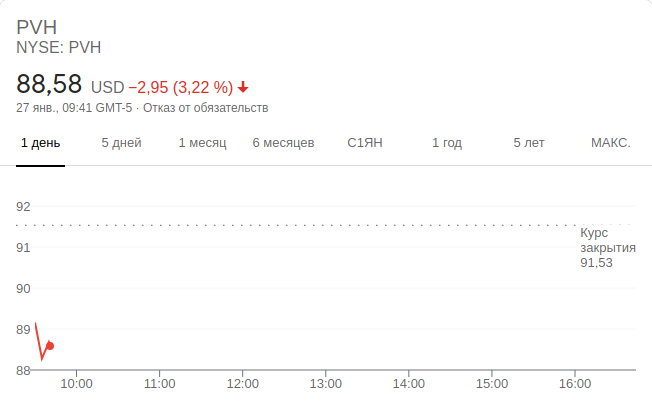 PVH
NYSE: PVH
88,58 USD −2,95 (3,22 %)
27 янв., 09:41 GMT-5 · Отказ от обязательств
1 день 5 дней 1 месяц 6 месяцев С1ЯН 1 год 5 лет МАКС.
92
91
90
89
88
Курс
закрытия
91,53
10:00 11:00 12:00 13:00 14:00 15:00 16:00